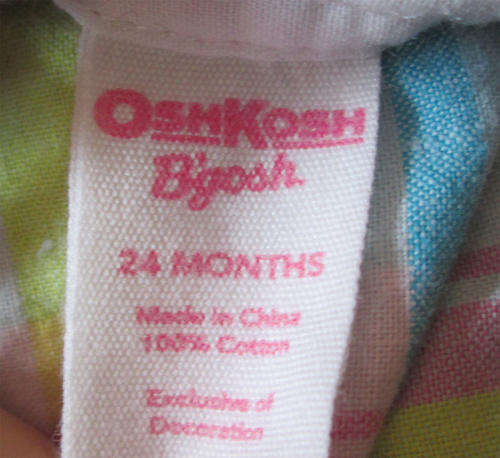 OSHKOSH
B'gosh.
24 MONTHS
Made in China
100% Cotton
Exclusive of
Decoration